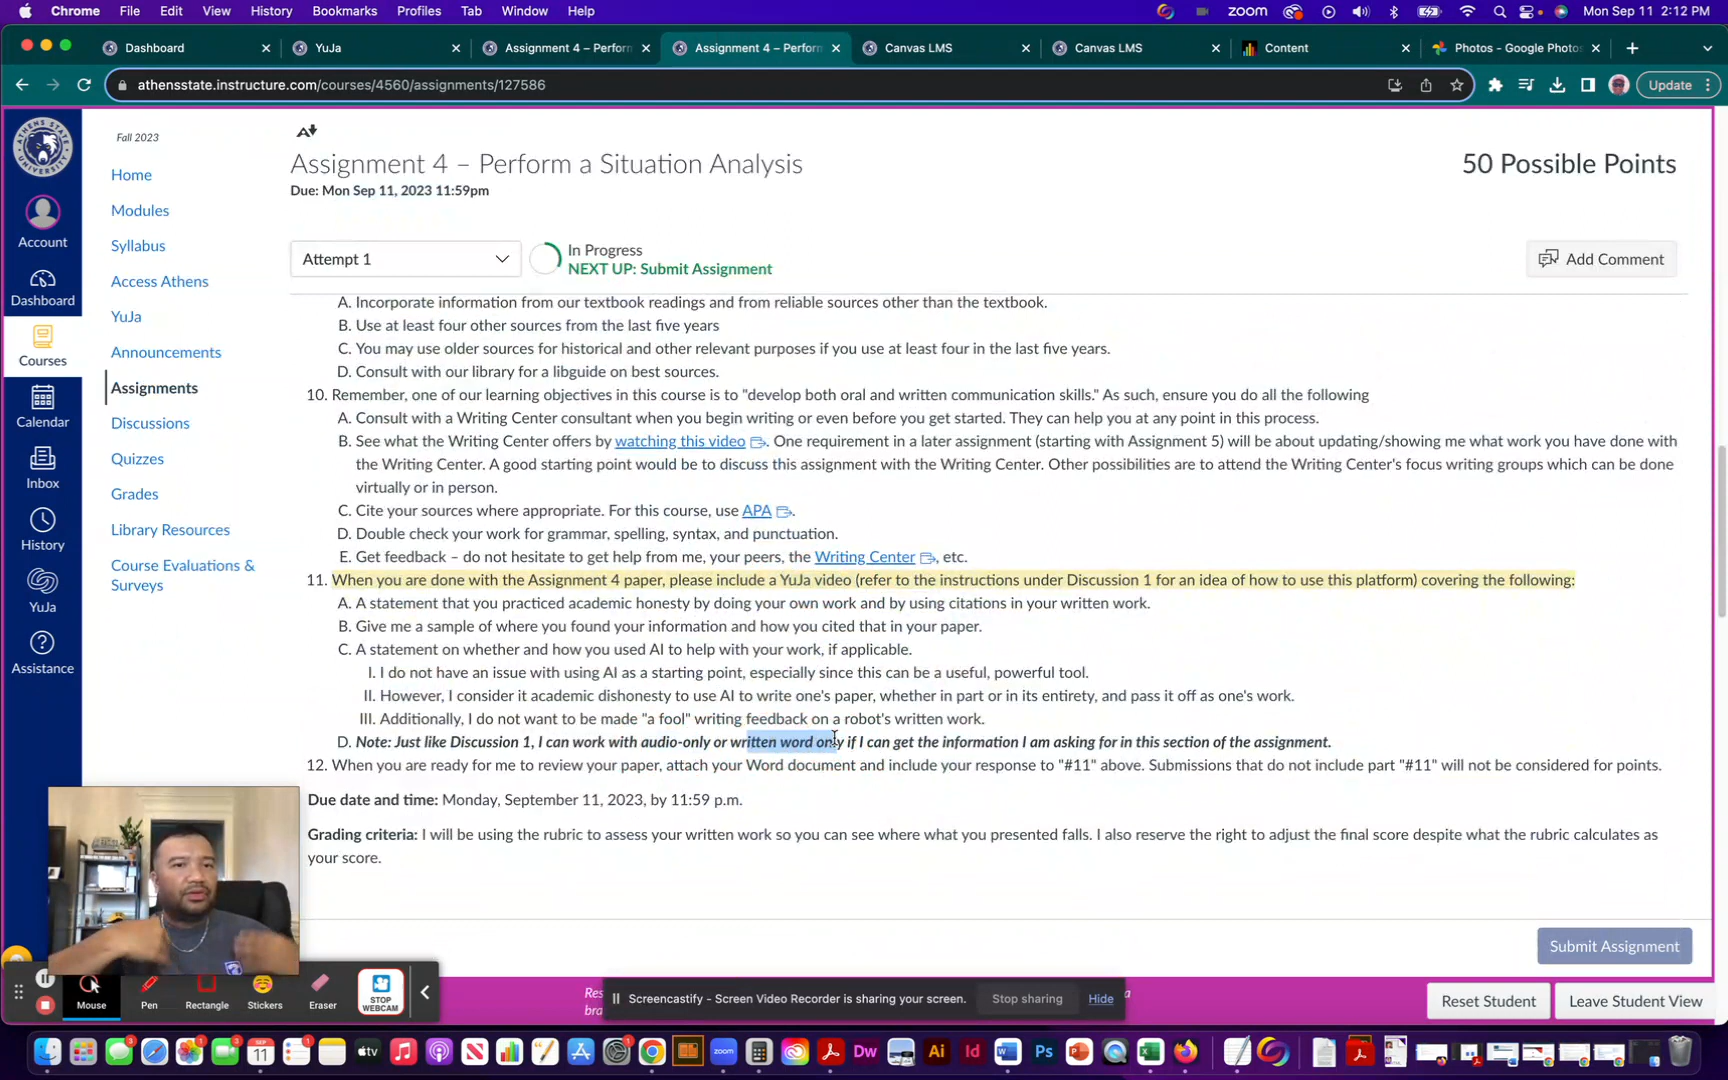 Chrome File Edit View History Bookmarks Profiles Tab Window Help zoom Mon Sep 11 2:12 PM
Dashboard YuJa Assignment 4 – Perform Assignment 4 – Perform Canvas LMS Canvas LMS Content Photos - Google Photos
athensstate.instructure.com/courses/4560/assignments/127586 Update
ATHENS STATE UNIVERSITY
Account
Dashboard
Courses
Calendar
Inbox
History
YuJa
Assistance
Fall 2023
Home
Modules
Syllabus
Access Athens
YuJa
Announcements
Assignments
Discussions
Quizzes
Grades
Library Resources
Course Evaluations &
Surveys
Assignment 4 – Perform a Situation Analysis 50 Possible Points
Due: Mon Sep 11, 2023 11:59pm
Attempt 1
In Progress
NEXT UP: Submit Assignment
Add Comment
A. Incorporate information from our textbook readings and from reliable sources other than the textbook.
B. Use at least four other sources from the last five years
C. You may use older sources for historical and other relevant purposes if you use at least four in the last five years.
D. Consult with our library for a libguide on best sources.
10. Remember, one of our learning objectives in this course is to "develop both oral and written communication skills." As such, ensure you do all the following
A. Consult with a Writing Center consultant when you begin writing or even before you get started. They can help you at any point in this process.
B. See what the Writing Center offers by watching this video. One requirement in a later assignment (starting with Assignment 5) will be about updating/showing me what work you have done with
the Writing Center. A good starting point would be to discuss this assignment with the Writing Center. Other possibilities are to attend the Writing Center's focus writing groups which can be done
virtually or in person.
C. Cite your sources where appropriate. For this course, use APA.
D. Double check your work for grammar, spelling, syntax, and punctuation.
E. Get feedback – do not hesitate to get help from me, your peers, the Writing Center, etc.
11. When you are done with the Assignment 4 paper, please include a YuJa video (refer to the instructions under Discussion 1 for an idea of how to use this platform) covering the following:
A. A statement that you practiced academic honesty by doing your own work and by using citations in your written work.
B. Give me a sample of where you found your information and how you cited that in your paper.
C. A statement on whether and how you used AI to help with your work, if applicable.
I. I do not have an issue with using AI as a starting point, especially since this can be a useful, powerful tool.
II. However, I consider it academic dishonesty to use AI to write one's paper, whether in part or in its entirety, and pass it off as one's work.
III. Additionally, I do not want to be made "a fool" writing feedback on a robot's written work.
D. Note: Just like Discussion 1, I can work with audio-only or written word only if I can get the information I am asking for in this section of the assignment.
12. When you are ready for me to review your paper, attach your Word document and include your response to "#11" above. Submissions that do not include part "#11" will not be considered for points.
Due date and time: Monday, September 11, 2023, by 11:59 p.m.
Grading criteria: I will be using the rubric to assess your written work so you can see where what you presented falls. I also reserve the right to adjust the final score despite what the rubric calculates as
your score.
Submit Assignment
Mouse Pen Rectangle Stickers Eraser STOP WEBCAM
Screencastify - Screen Video Recorder is sharing your screen. Stop sharing Hide
Reset Student Leave Student View
SEP 11 tv zoom Dw Ai Id Ps